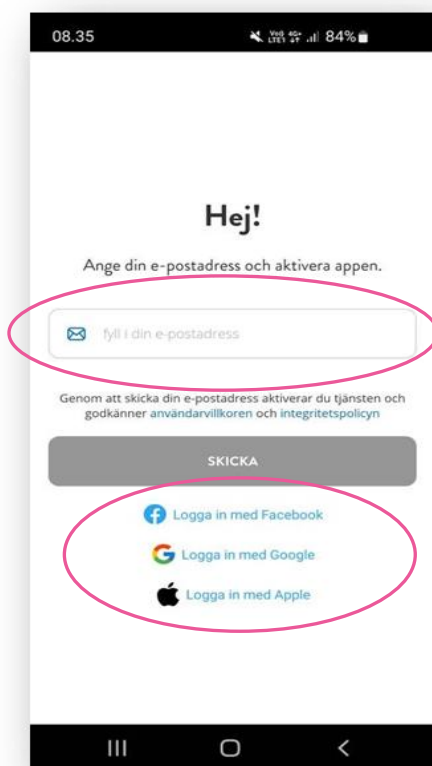 08.35 84%
Hej!
Ange din e-postadress och aktivera appen.
fyll i din e-postadress
Genom att skicka din e-postadress aktiverar du tjänsten och
godkänner användarvillkoren och integritetspolicyn
SKICKA
Logga in med Facebook
Logga in med Google
Logga in med Apple